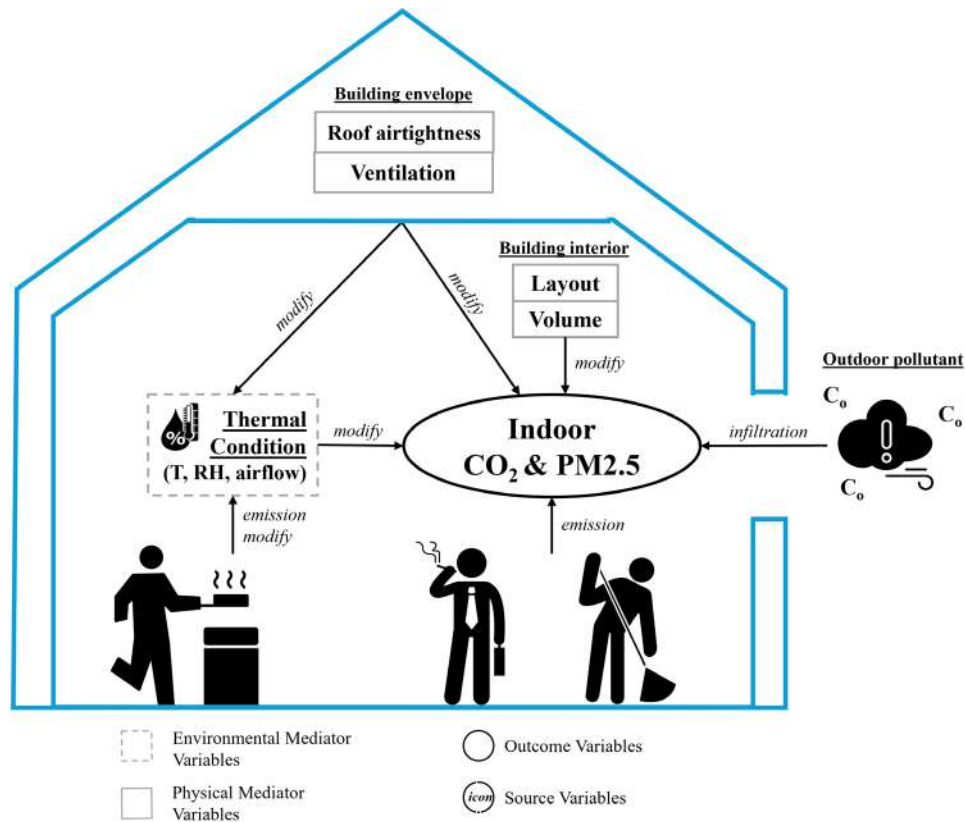 Building envelope
Roof airtightness
Ventilation
Building interior
Layout
Volume
modify
modify
modify
Outdoor pollutant
Cₒ
Cₒ
Cₒ
%
Thermal
Condition
(T, RH, airflow)
modify
Indoor
CO₂ & PM2.5
infiltration
emission
modify
emission
Environmental Mediator
Variables
Outcome Variables
Physical Mediator
Variables
icon
Source Variables